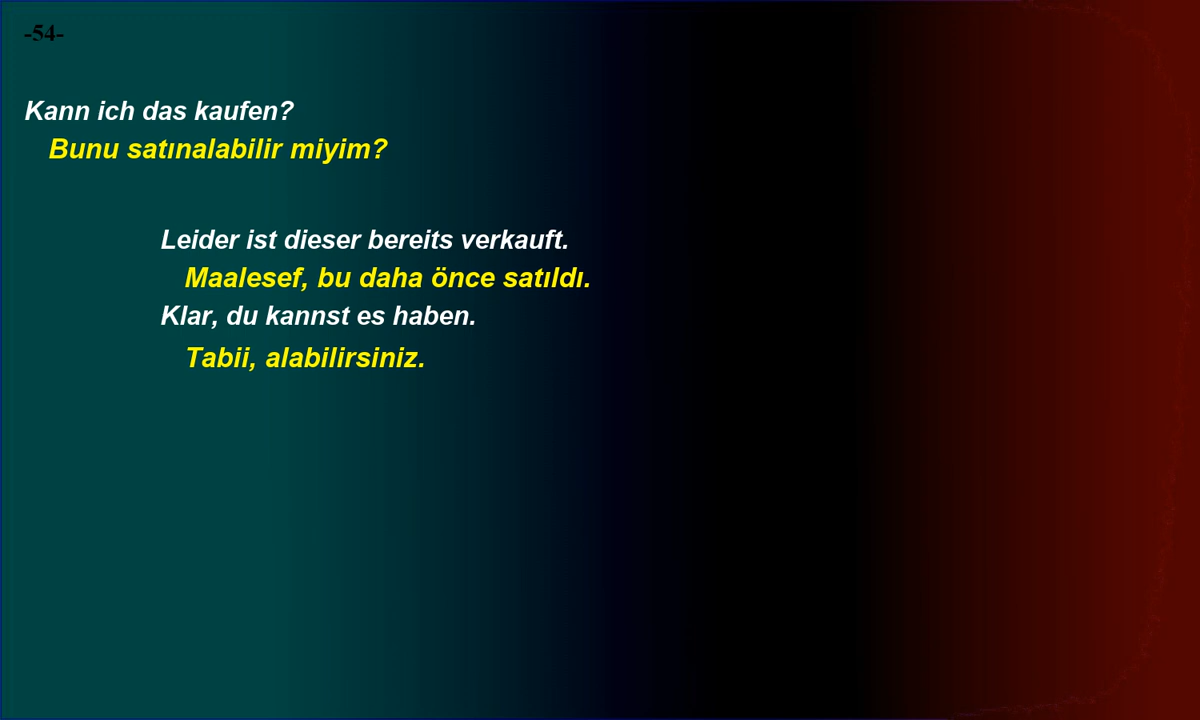 -54-
Kann ich das kaufen?
Bunu satınalabilir miyim?
Leider ist dieser bereits verkauft.
Maalesef, bu daha önce satıldı.
Klar, du kannst es haben.
Tabii, alabilirsiniz.